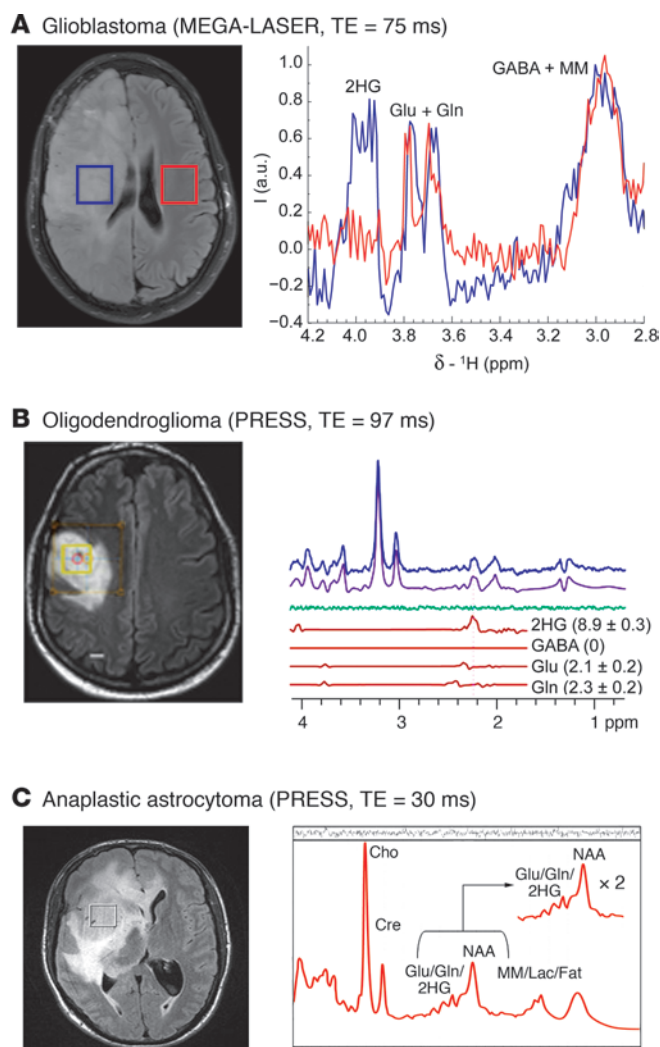 A Glioblastoma (MEGA-LASER, TE = 75 ms)
2HG
Glu + Gln
GABA + MM
I (a.u.)
1.0
0.8
0.6
0.4
0.2
0.0
−0.2
−0.4
4.2 4.0 3.8 3.6 3.4 3.2 3.0 2.8
δ - ¹H (ppm)
B Oligodendroglioma (PRESS, TE = 97 ms)
2HG (8.9 ± 0.3)
GABA (0)
Glu (2.1 ± 0.2)
Gln (2.3 ± 0.2)
4 3 2 1 ppm
C Anaplastic astrocytoma (PRESS, TE = 30 ms)
Cho
Cre
Glu/Gln/
2HG
NAA
MM/Lac/Fat
Glu/Gln/
2HG
NAA
× 2